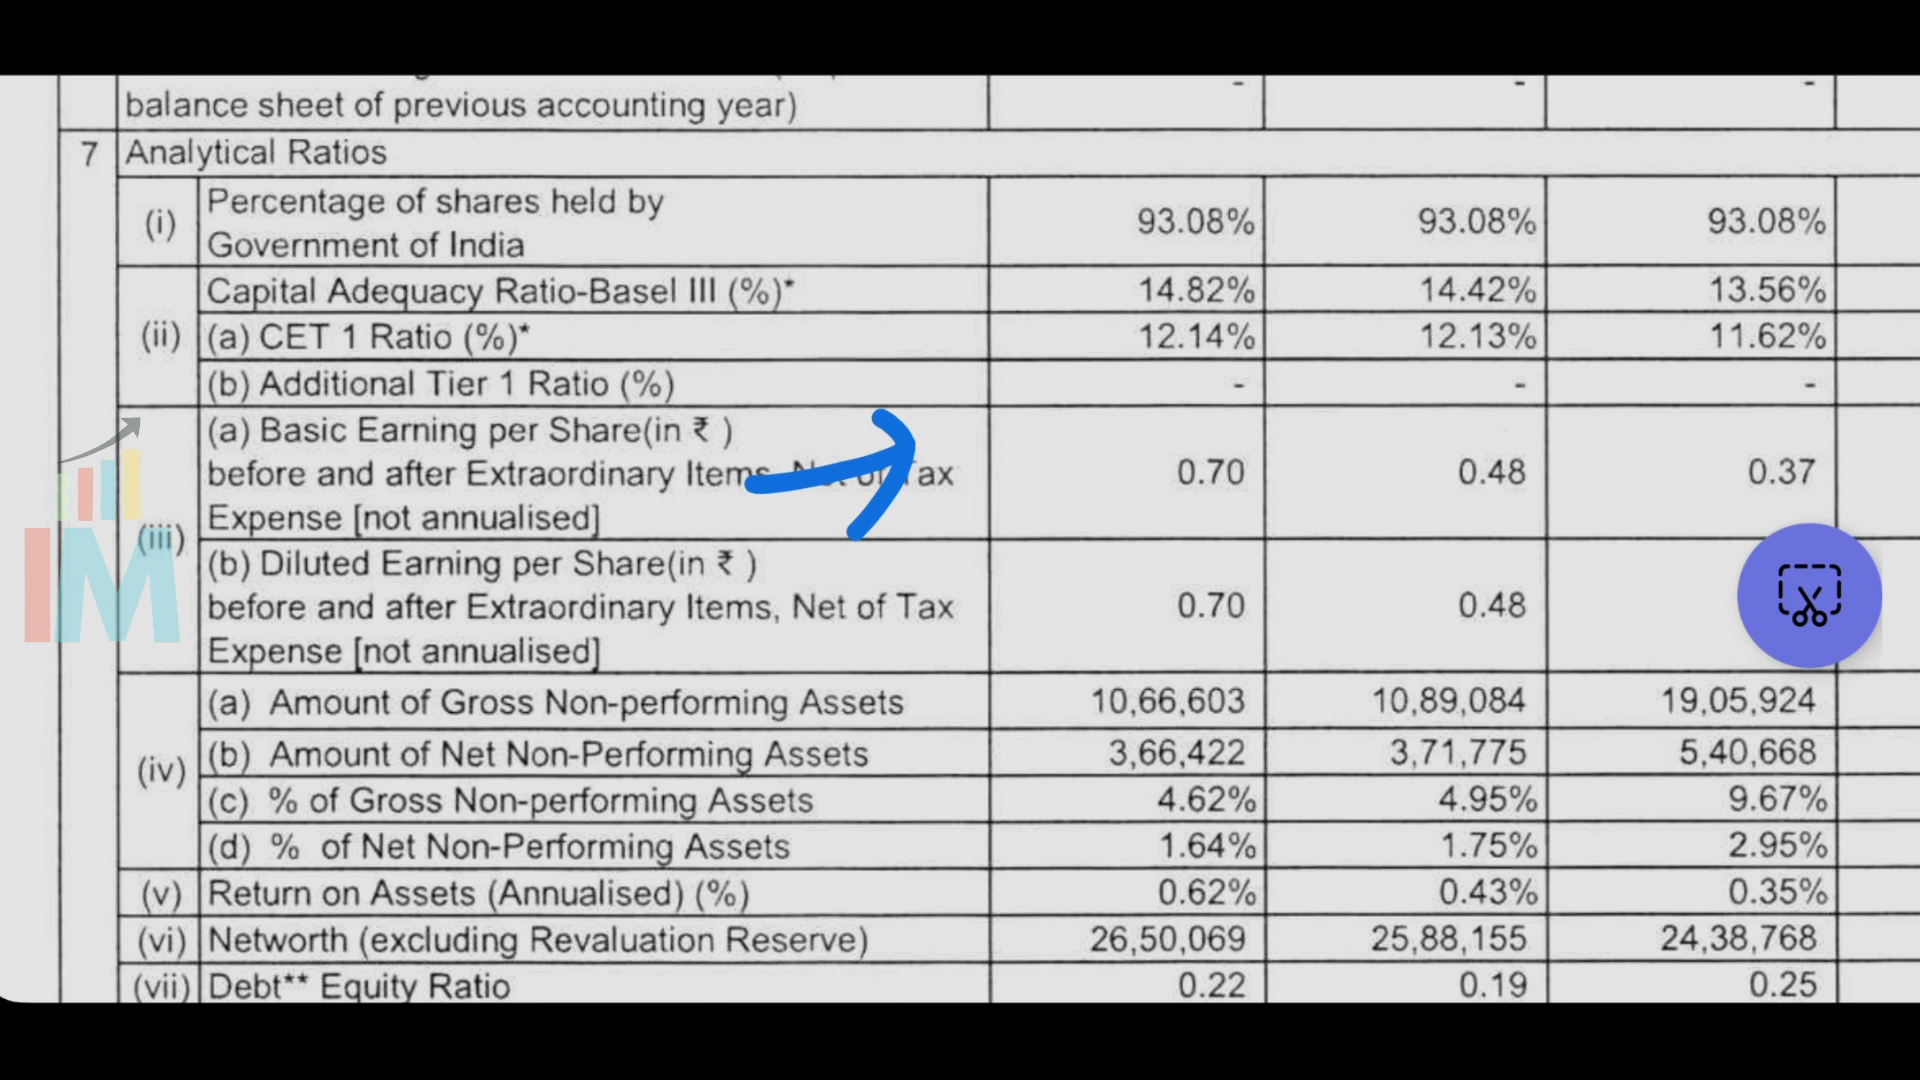 balance sheet of previous accounting year) - - -
7 Analytical Ratios
(i) Percentage of shares held by
Government of India 93.08% 93.08% 93.08%
(ii) Capital Adequacy Ratio-Basel III (%)* 14.82% 14.42% 13.56%
(a) CET 1 Ratio (%)* 12.14% 12.13% 11.62%
(b) Additional Tier 1 Ratio (%) - - -
(iii) (a) Basic Earning per Share(in ₹ )
before and after Extraordinary Items, Net of Tax 0.70 0.48 0.37
Expense [not annualised]
(b) Diluted Earning per Share(in ₹ )
before and after Extraordinary Items, Net of Tax 0.70 0.48
Expense [not annualised]
(iv) (a) Amount of Gross Non-performing Assets 10,66,603 10,89,084 19,05,924
(b) Amount of Net Non-Performing Assets 3,66,422 3,71,775 5,40,668
(c) % of Gross Non-performing Assets 4.62% 4.95% 9.67%
(d) % of Net Non-Performing Assets 1.64% 1.75% 2.95%
(v) Return on Assets (Annualised) (%) 0.62% 0.43% 0.35%
(vi) Networth (excluding Revaluation Reserve) 26,50,069 25,88,155 24,38,768
(vii) Debt** Equity Ratio 0.22 0.19 0.25
IM